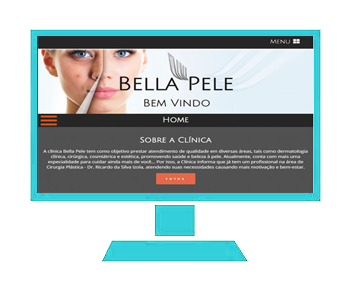 Menu
Bella Pele
Bem Vindo
Home
Sobre a Clínica
A clínica Bella Pele tem como objetivo prestar atendimento de qualidade em diversas áreas, tais como dermatologia
clínica, cirúrgica, cosmiátrica e estética, promovendo saúde e beleza à pele. Atualmente, conta com mais uma
especialidade para cuidar ainda mais de você... Por isso, a Clínica informa que já tem um profissional na área de
Cirurgia Plástica - Dr. Ricardo da Silva Izola, atendendo suas necessidades causando mais motivação e bem-estar.